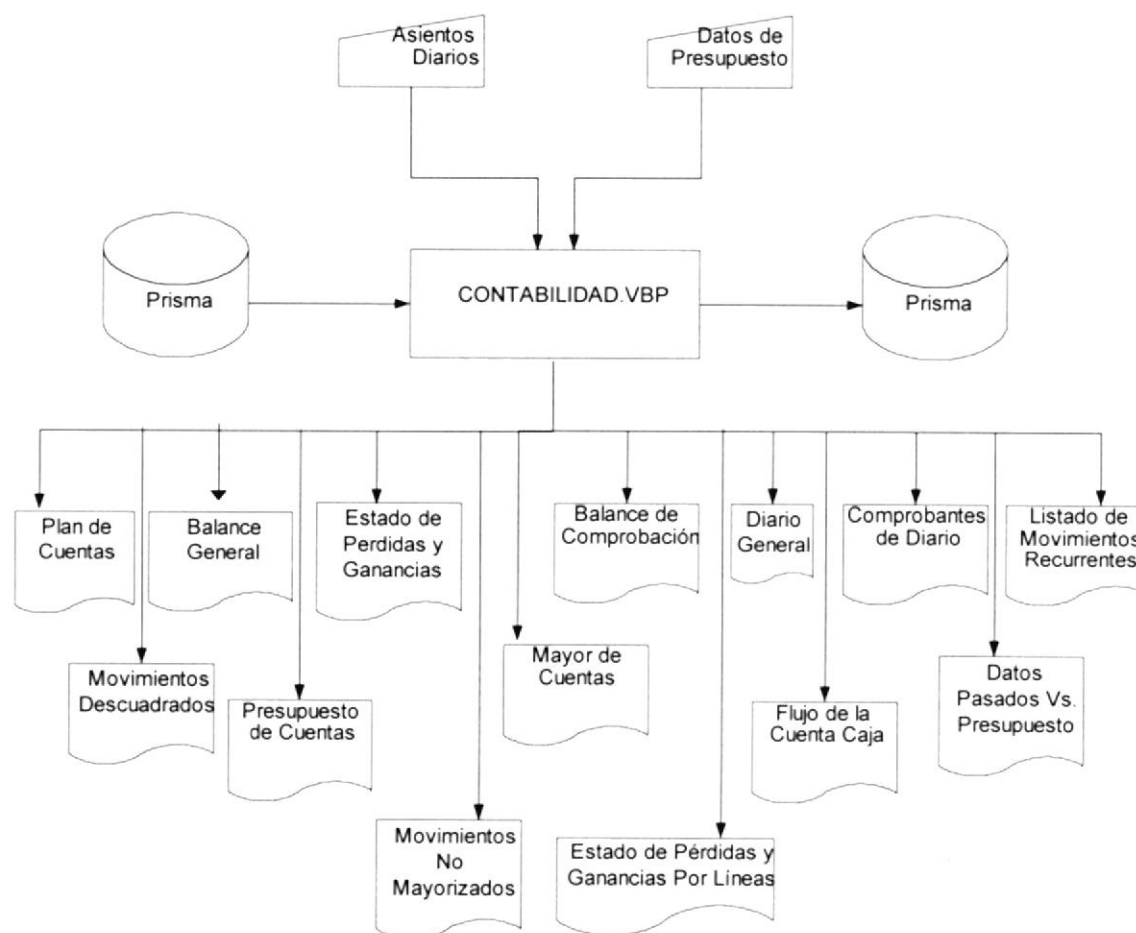 Asientos
Diarios
Datos de
Presupuesto
Prisma
CONTABILIDAD.VBP
Prisma
Plan de
Cuentas
Balance
General
Estado de
Perdidas y
Ganancias
Balance de
Comprobación
Diario
General
Comprobantes
de Diario
Listado de
Movimientos
Recurrentes
Movimientos
Descuadrados
Presupuesto
de Cuentas
Mayor de
Cuentas
Flujo de la
Cuenta Caja
Datos
Pasados Vs.
Presupuesto
Movimientos
No
Mayorizados
Estado de Pérdidas y
Ganancias Por Líneas